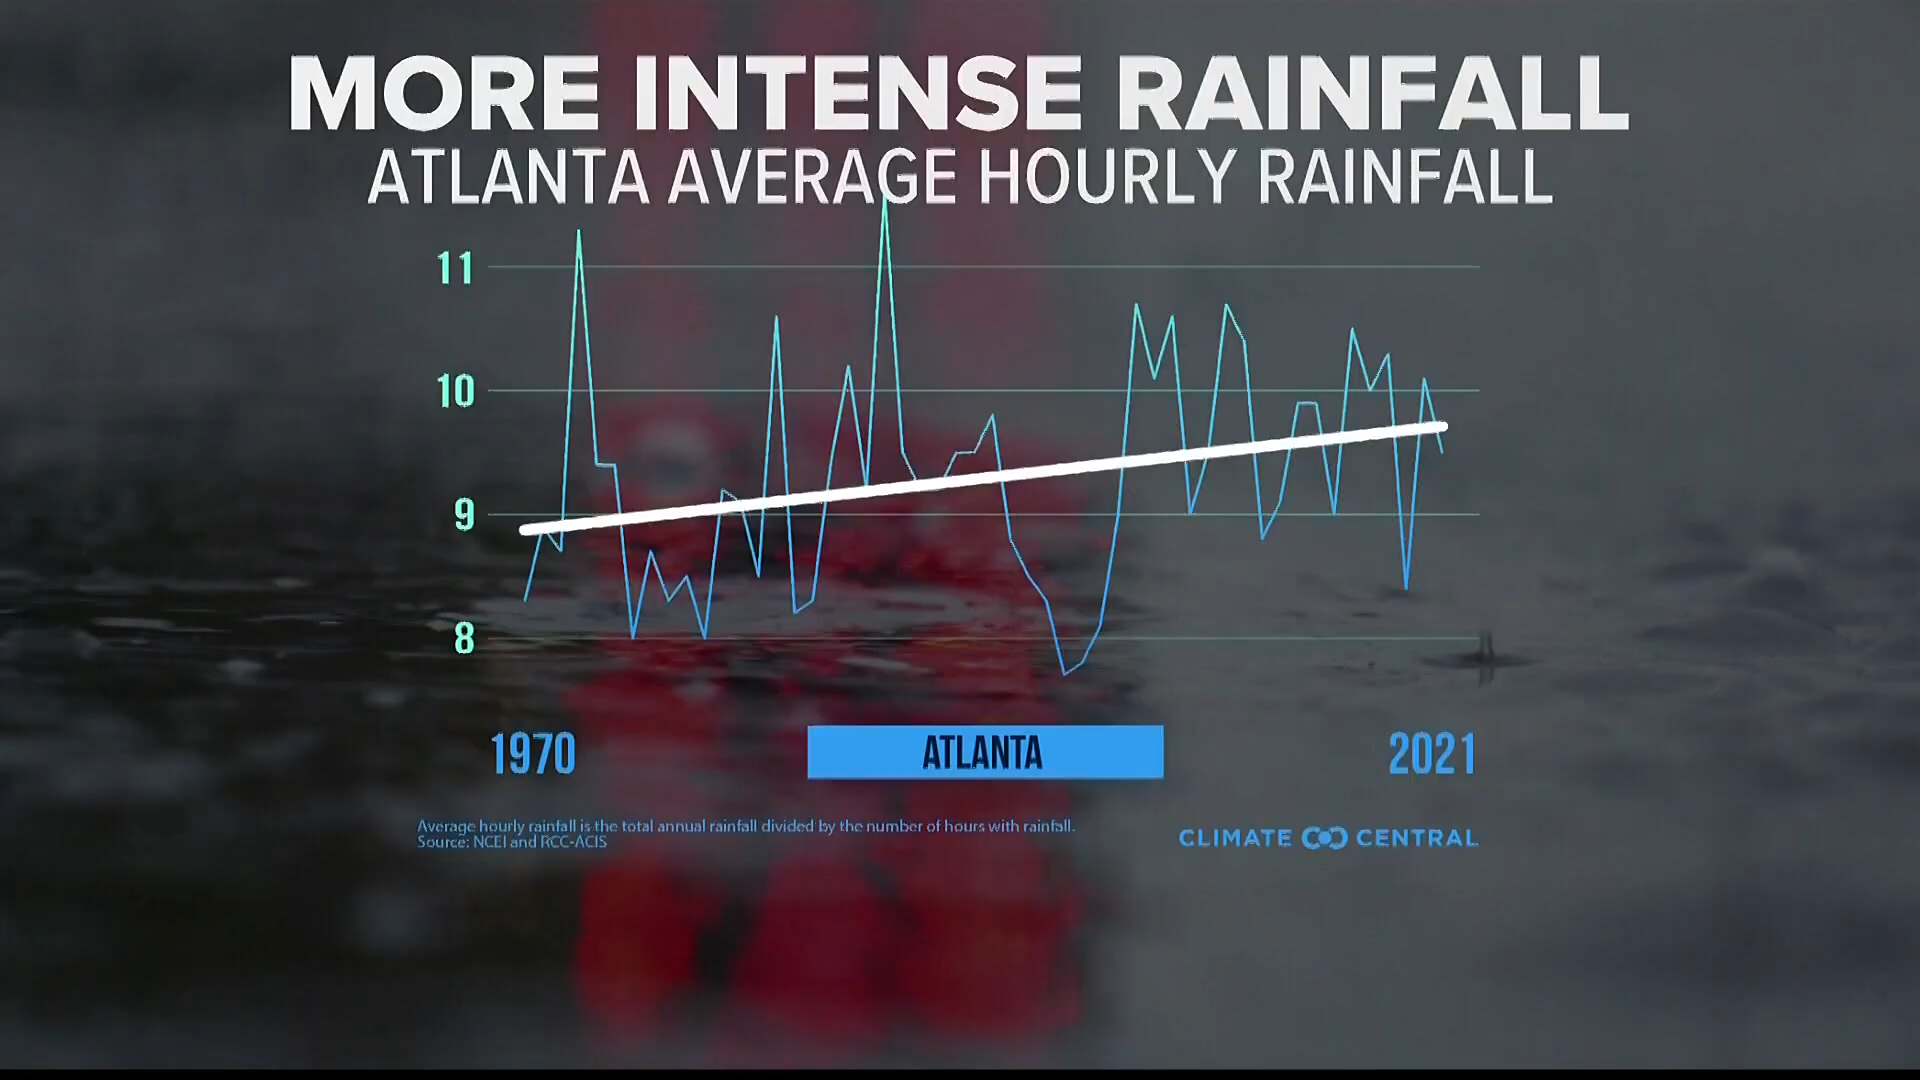 MORE INTENSE RAINFALL
ATLANTA AVERAGE HOURLY RAINFALL
11
10
9
8
1970
ATLANTA
2021
Average hourly rainfall is the total annual rainfall divided by the number of hours with rainfall.
Source: NCEI and RCC-ACIS
CLIMATE CENTRAL